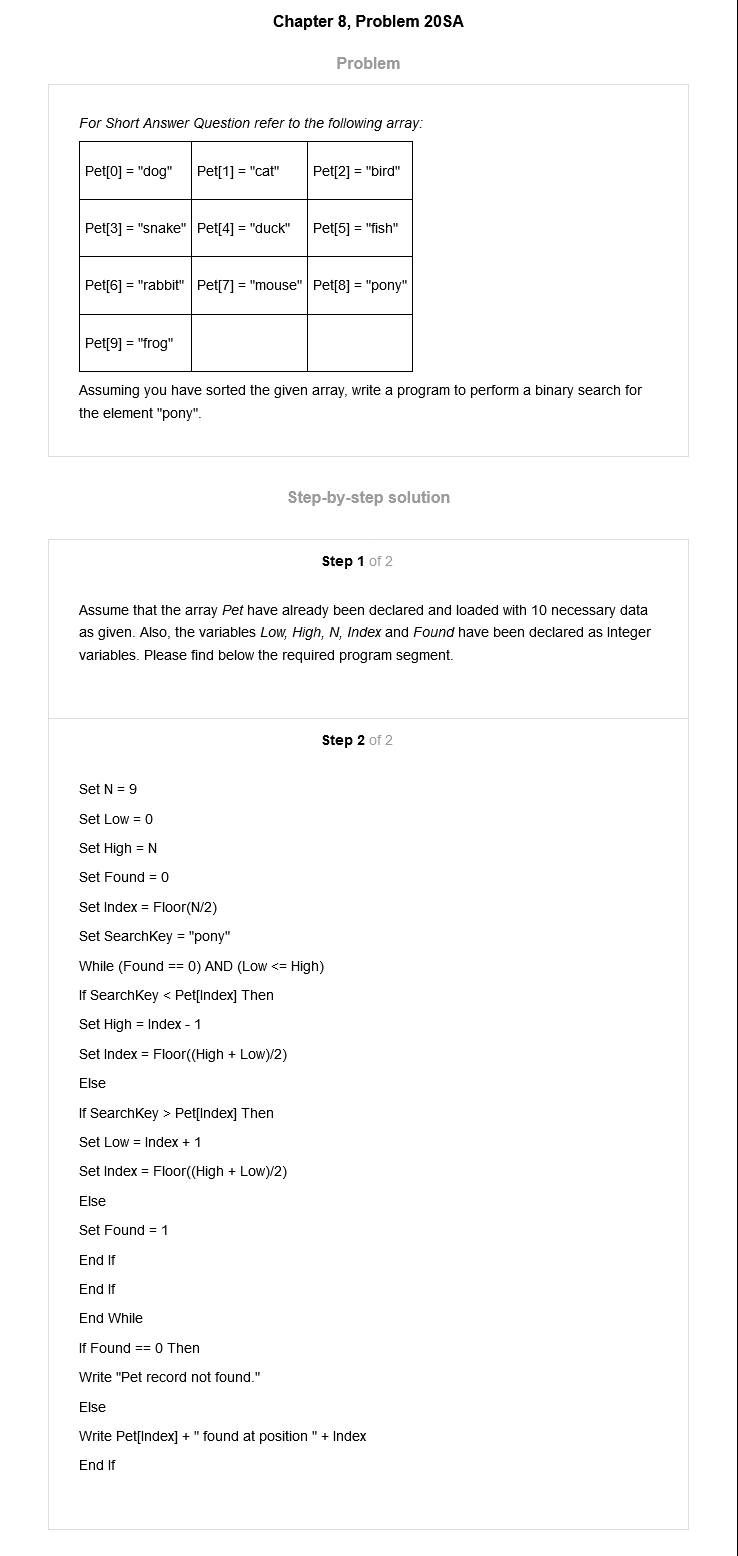 Chapter 8, Problem 20SA
Problem
For Short Answer Question refer to the following array:
Pet[0] = "dog" Pet[1] = "cat" Pet[2] = "bird"
Pet[3] = "snake" Pet[4] = "duck" Pet[5] = "fish"
Pet[6] = "rabbit" Pet[7] = "mouse" Pet[8] = "pony"
Pet[9] = "frog"
Assuming you have sorted the given array, write a program to perform a binary search for
the element "pony".
Step-by-step solution
Step 1 of 2
Assume that the array Pet have already been declared and loaded with 10 necessary data
as given. Also, the variables Low, High, N, Index and Found have been declared as Integer
variables. Please find below the required program segment.
Step 2 of 2
Set N = 9
Set Low = 0
Set High = N
Set Found = 0
Set Index = Floor(N/2)
Set SearchKey = "pony"
While (Found == 0) AND (Low <= High)
If SearchKey < Pet[Index] Then
Set High = Index - 1
Set Index = Floor((High + Low)/2)
Else
If SearchKey > Pet[Index] Then
Set Low = Index + 1
Set Index = Floor((High + Low)/2)
Else
Set Found = 1
End If
End If
End While
If Found == 0 Then
Write "Pet record not found."
Else
Write Pet[Index] + " found at position " + Index
End If